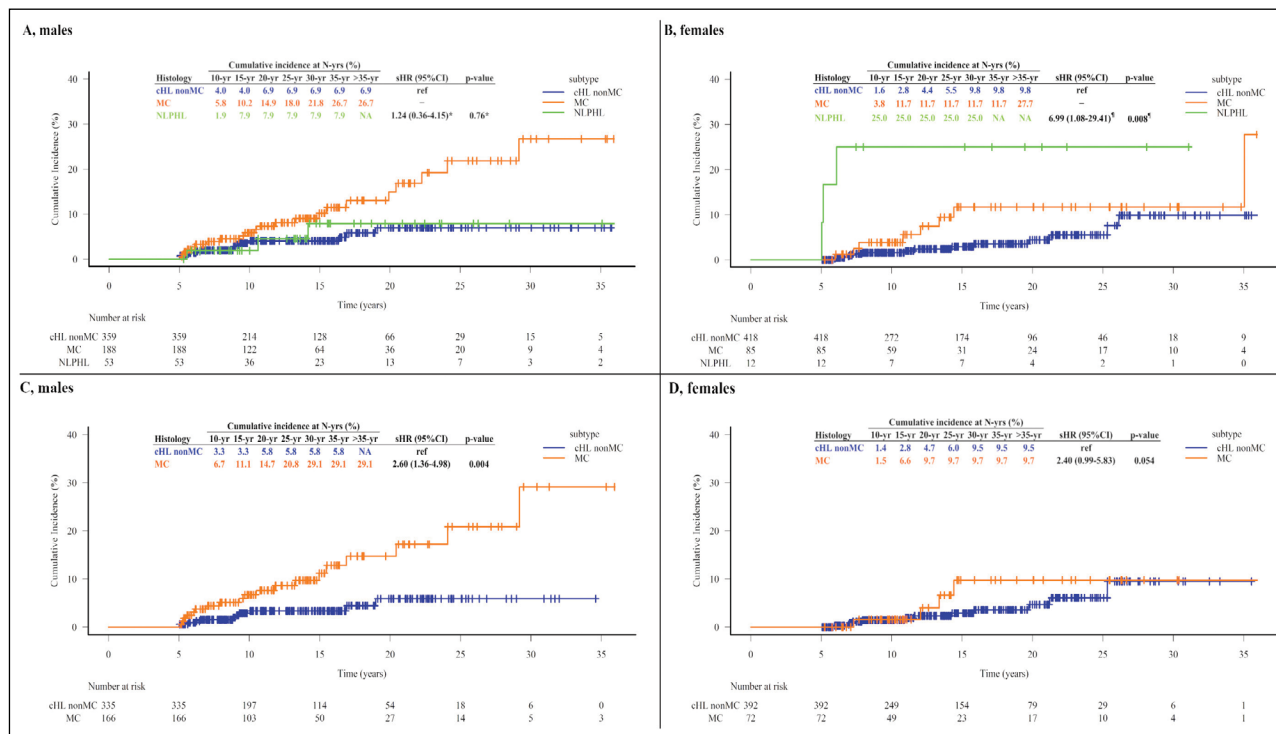 A, males
Cumulative incidence at N-yrs (%)
Histology 10-yr 15-yr 20-yr 25-yr 30-yr 35-yr >35-yr sHR (95%CI) p-value
cHL nonMC 4.0 4.0 6.9 6.9 6.9 6.9 6.9 ref
MC 5.8 10.2 14.9 18.0 21.8 26.7 26.7 –
NLPHL 1.9 7.9 7.9 7.9 7.9 7.9 NA 1.24 (0.36-4.15)* 0.76*
subtype
cHL nonMC
MC
NLPHL
Cumulative Incidence (%)
40
30
20
10
0
0 5 10 15 20 25 30 35
Time (years)
Number at risk
cHL nonMC 359 359 214 128 66 29 15 5
MC 188 188 122 64 36 20 9 4
NLPHL 53 53 36 23 13 7 3 2
B, females
Cumulative incidence at N-yrs (%)
Histology 10-yr 15-yr 20-yr 25-yr 30-yr 35-yr >35-yr sHR (95%CI) p-value
cHL nonMC 1.6 2.8 4.4 5.5 9.8 9.8 9.8 ref
MC 3.8 11.7 11.7 11.7 11.7 11.7 27.7 –
NLPHL 25.0 25.0 25.0 25.0 25.0 NA NA 6.99 (1.08-29.41)¶ 0.008¶
subtype
cHL nonMC
MC
NLPHL
Cumulative Incidence (%)
40
30
20
10
0
0 5 10 15 20 25 30 35
Time (years)
Number at risk
cHL nonMC 418 418 272 174 96 46 18 9
MC 85 85 59 31 24 17 10 4
NLPHL 12 12 7 7 4 2 1 0
C, males
Cumulative incidence at N-yrs (%)
Histology 10-yr 15-yr 20-yr 25-yr 30-yr 35-yr >35-yr sHR (95%CI) p-value
cHL nonMC 3.3 3.3 5.8 5.8 5.8 5.8 NA ref
MC 6.7 11.1 14.7 20.8 29.1 29.1 29.1 2.60 (1.36-4.98) 0.004
subtype
cHL nonMC
MC
Cumulative Incidence (%)
40
30
20
10
0
0 5 10 15 20 25 30 35
Time (years)
Number at risk
cHL nonMC 335 335 197 114 54 18 6 0
MC 166 166 103 50 27 14 5 3
D, females
Cumulative incidence at N-yrs (%)
Histology 10-yr 15-yr 20-yr 25-yr 30-yr 35-yr >35-yr sHR (95%CI) p-value
cHL nonMC 1.4 2.8 4.7 6.0 9.5 9.5 9.5 ref
MC 1.5 6.6 9.7 9.7 9.7 9.7 9.7 2.40 (0.99-5.83) 0.054
subtype
cHL nonMC
MC
Cumulative Incidence (%)
40
30
20
10
0
0 5 10 15 20 25 30 35
Time (years)
Number at risk
cHL nonMC 392 392 249 154 79 29 6 1
MC 72 72 49 23 17 10 4 1